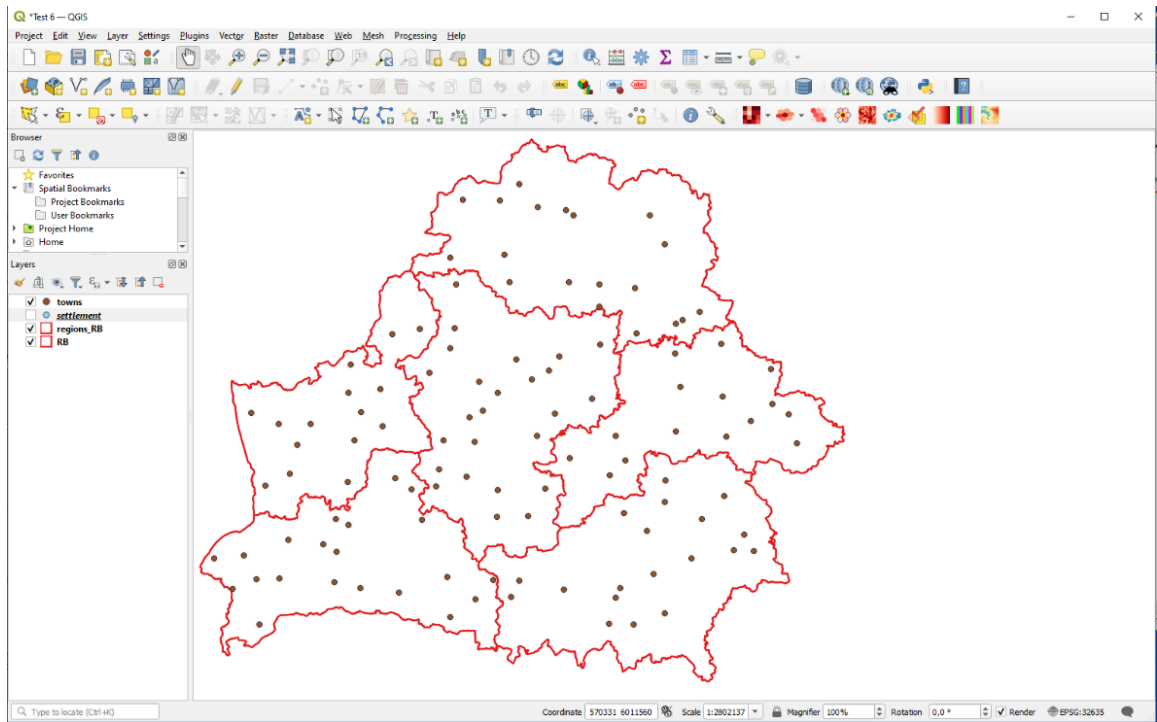 *Test 6 — QGIS
Project Edit View Layer Settings Plugins Vector Raster Database Web Mesh Processing Help
Browser
Favorites
Spatial Bookmarks
Project Bookmarks
User Bookmarks
Project Home
Home
Layers
towns
settlement
regions_RB
RB
Type to locate (Ctrl+K) Coordinate 570331 6011560 Scale 1:2802137 Magnifier 100% Rotation 0,0 ° Render EPSG:32635